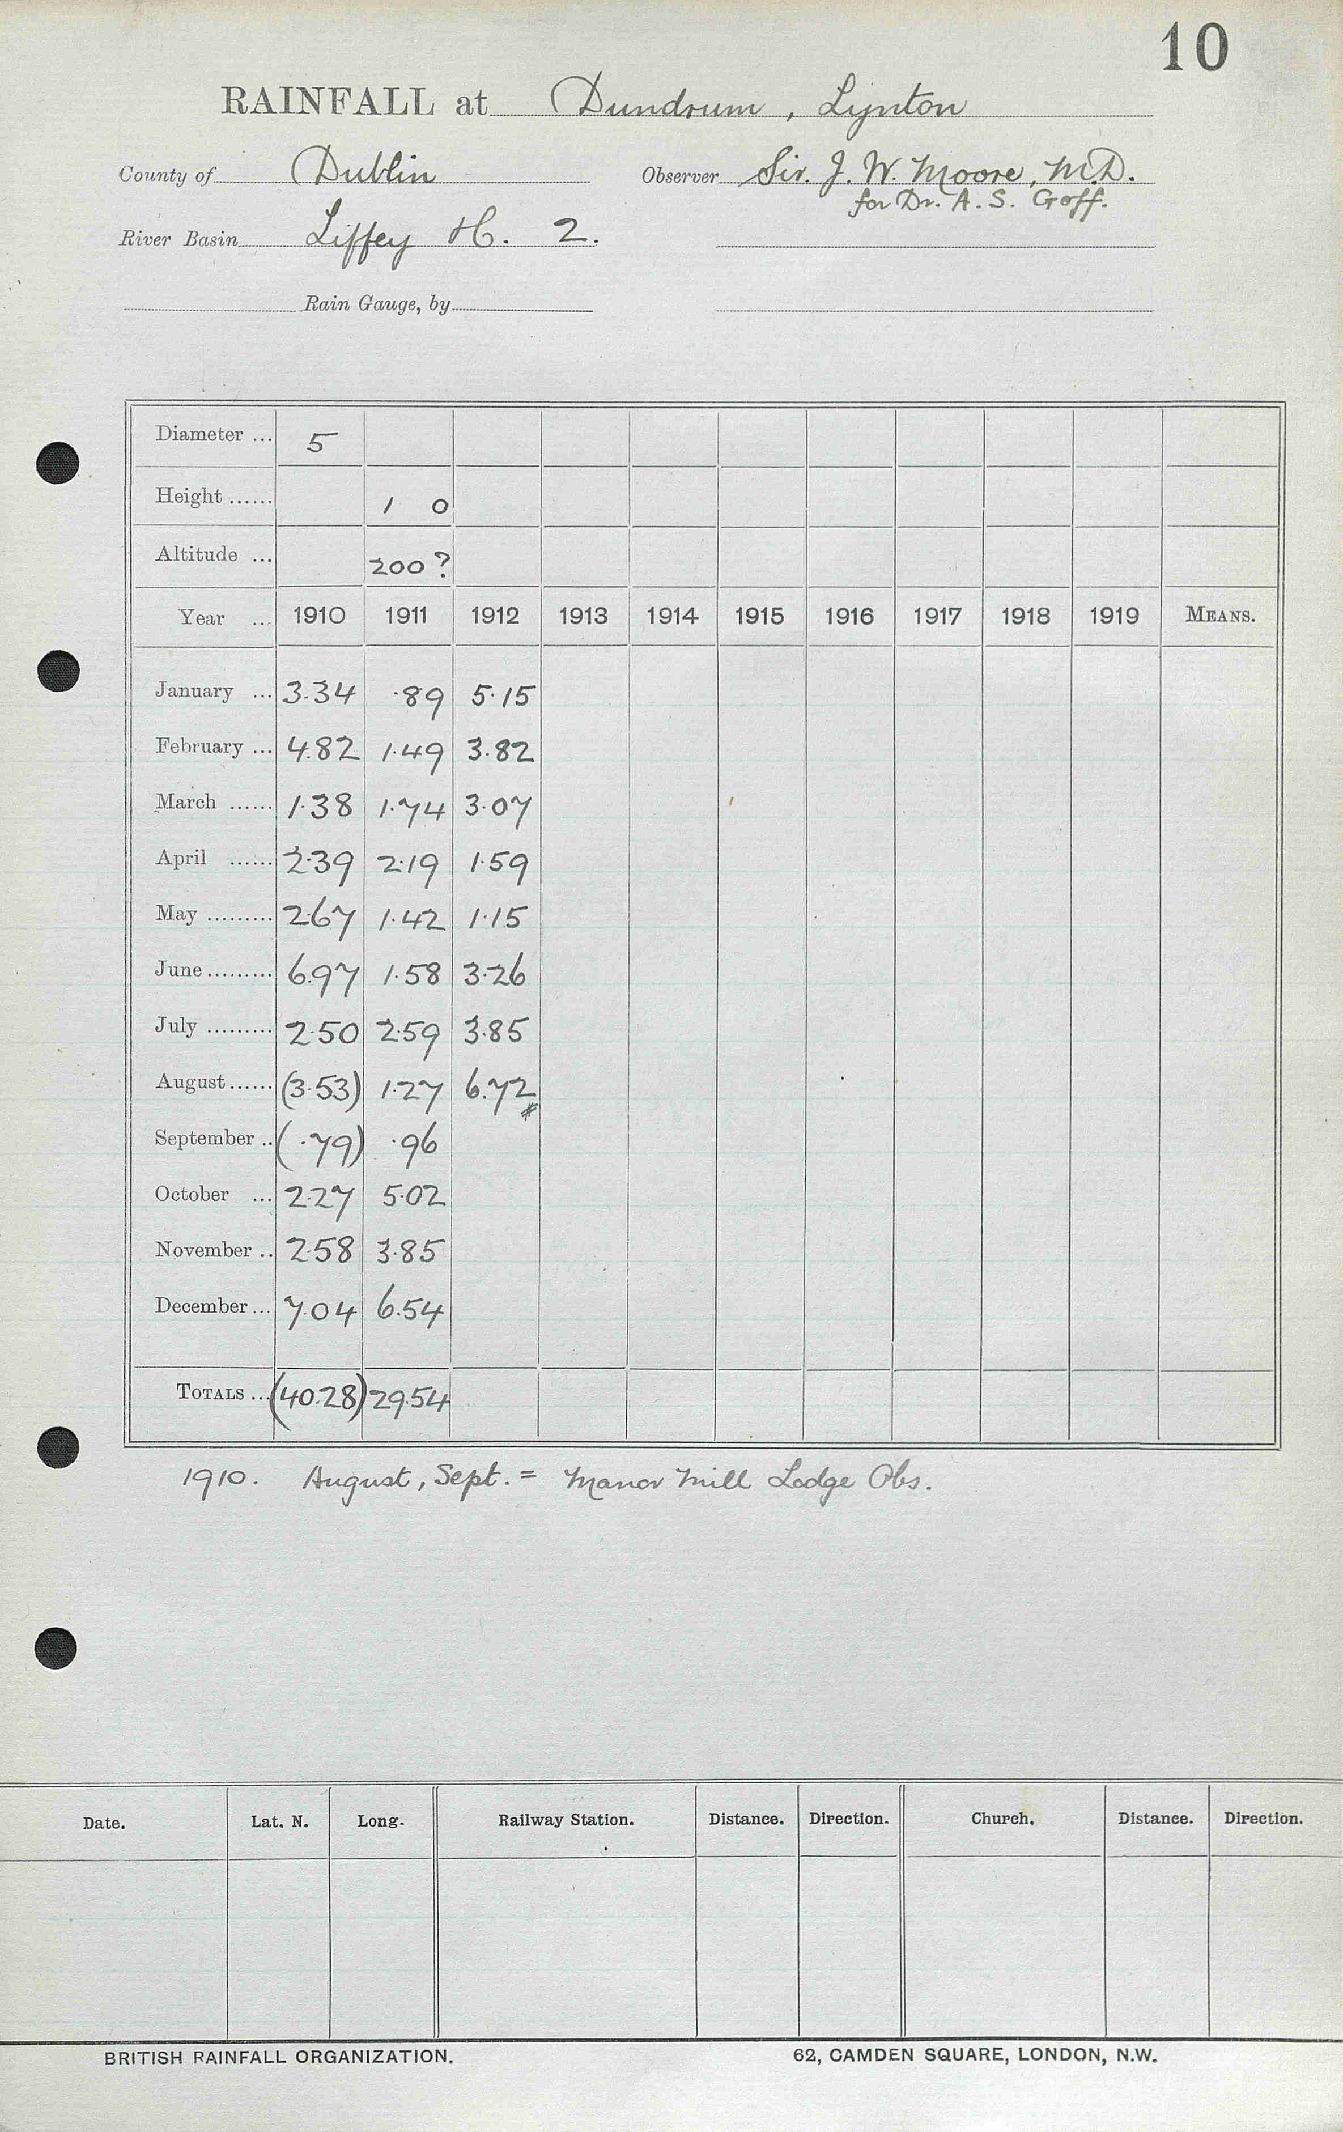 10
RAINFALL at Dundrum, Lynton
County of Dublin Observer Sir. J. W. Moore, M.D.
for Dr. A. S. Goff.
River Basin Liffey H. 2.
Rain Gauge, by
Diameter ... 5
Height ...... 1 0
Altitude ... 200 ?
Year ... 1910 1911 1912 1913 1914 1915 1916 1917 1918 1919 MEANS.
January ... 3.34 .89 5.15
February ... 4.82 1.49 3.82
March ...... 1.38 1.74 3.07
April ...... 2.39 2.19 1.59
May ......... 2.67 1.42 1.15
June ......... 6.97 1.58 3.26
July ......... 2.50 2.59 3.85
August ...... (3.53) 1.27 6.72
September .. (.79) .96
October ... 2.27 5.02
November .. 2.58 3.85
December ... 7.04 6.54
TOTALS ... (40.28) 29.54
1910. August, Sept. = Manor Mill Lodge Obs.
Date. Lat. N. Long. Railway Station. Distance. Direction. Church. Distance. Direction.
BRITISH RAINFALL ORGANIZATION. 62, CAMDEN SQUARE, LONDON, N.W.